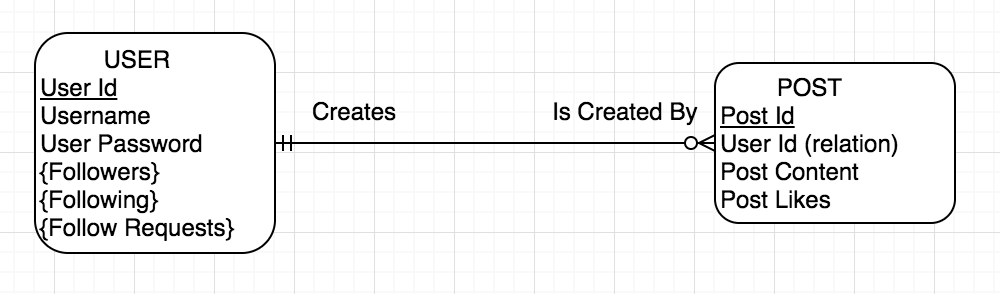 USER
User Id
Username
User Password
{Followers}
{Following}
{Follow Requests}
Creates
Is Created By
POST
Post Id
User Id (relation)
Post Content
Post Likes